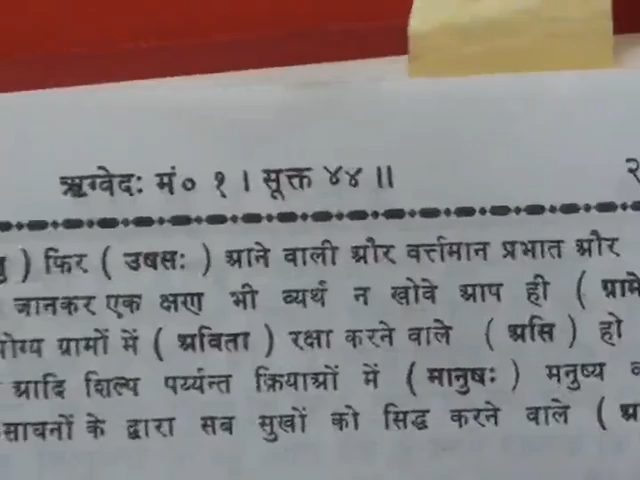 ऋग्वेदः मं० १ । सूक्त ४४ ॥
) फिर ( उषसः ) आने वाली और वर्त्तमान प्रभात और
जानकर एक क्षण भी व्यर्थ न खोवे आप ही (
योग्य ग्रामों में ( अविता ) रक्षा करने वाले ( असि ) हो
आदि शिल्प पर्य्यन्त क्रियाओं में ( मानुषः ) मनुष्य
साधनों के द्वारा सब सुखों को सिद्ध करने वाले (